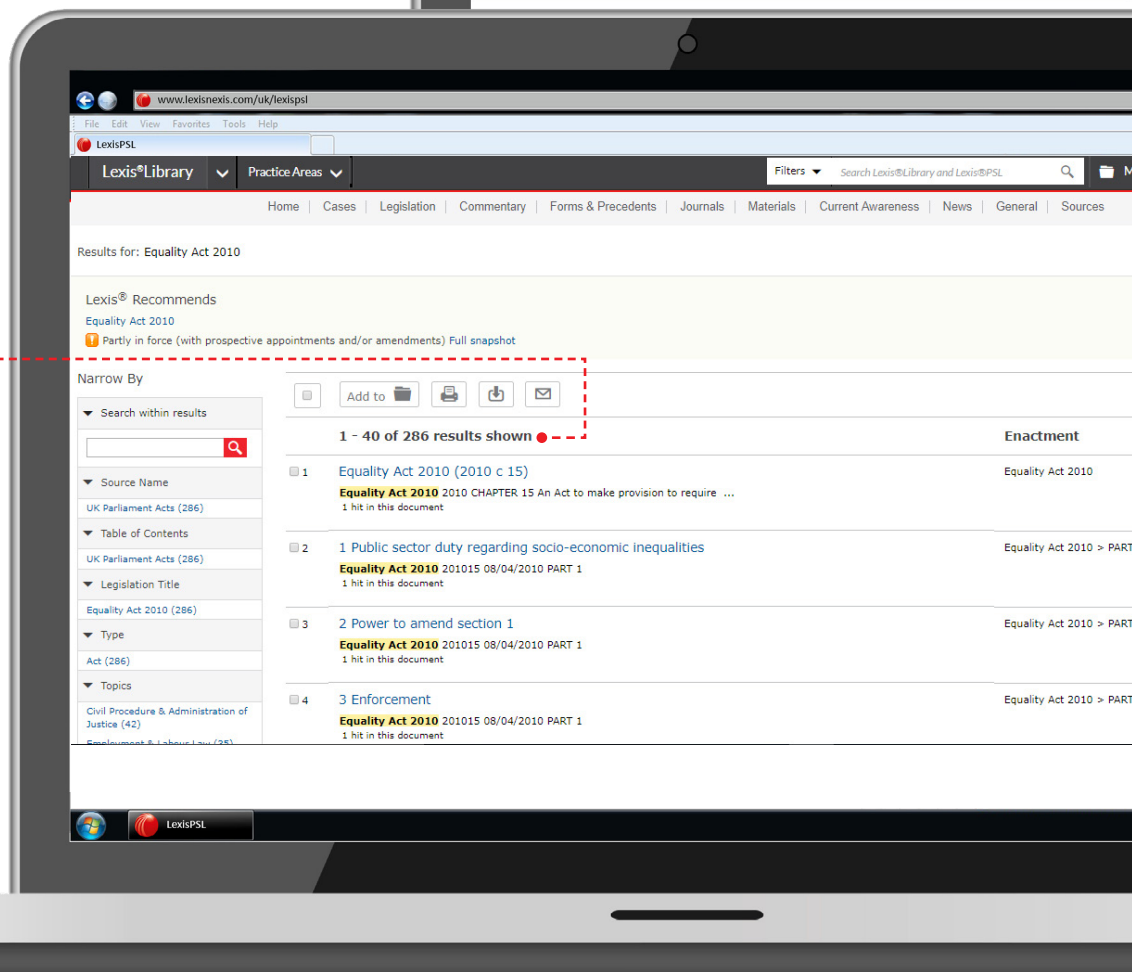 www.lexisnexis.com/uk/lexispsl
File Edit View Favorites Tools Help
LexisPSL
Lexis®Library Practice Areas Filters Search Lexis®Library and Lexis®PSL M
Home Cases Legislation Commentary Forms & Precedents Journals Materials Current Awareness News General Sources
Results for: Equality Act 2010
Lexis® Recommends
Equality Act 2010
Partly in force (with prospective appointments and/or amendments) Full snapshot
Narrow By
Search within results
Source Name
UK Parliament Acts (286)
Table of Contents
UK Parliament Acts (286)
Legislation Title
Equality Act 2010 (286)
Type
Act (286)
Topics
Civil Procedure & Administration of
Justice (42)
Employment & Labour Law (35)
Add to
1 - 40 of 286 results shown Enactment
1 Equality Act 2010 (2010 c 15) Equality Act 2010
Equality Act 2010 2010 CHAPTER 15 An Act to make provision to require ...
1 hit in this document
2 1 Public sector duty regarding socio-economic inequalities Equality Act 2010 > PART
Equality Act 2010 201015 08/04/2010 PART 1
1 hit in this document
3 2 Power to amend section 1 Equality Act 2010 > PART
Equality Act 2010 201015 08/04/2010 PART 1
1 hit in this document
4 3 Enforcement Equality Act 2010 > PART
Equality Act 2010 201015 08/04/2010 PART 1
1 hit in this document
LexisPSL